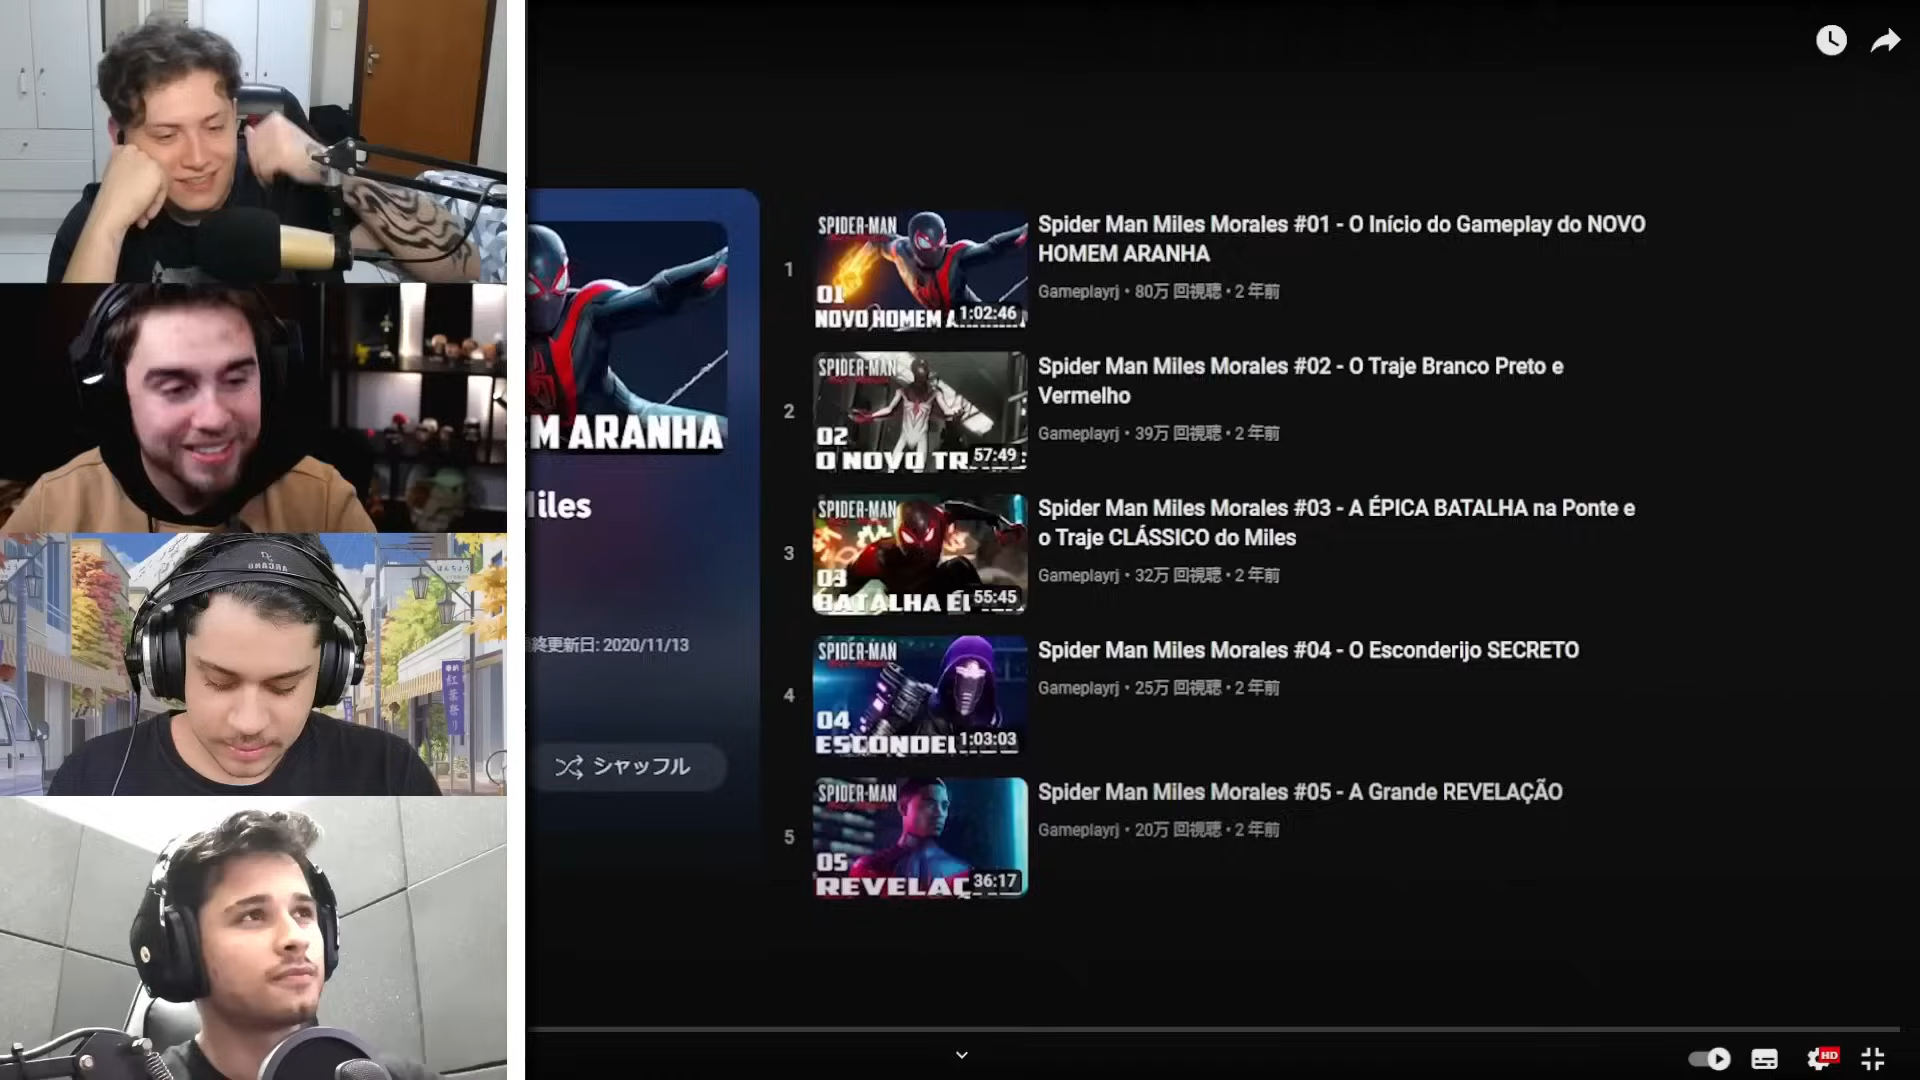 M ARANHA
iles
終更新日: 2020/11/13
シャッフル
1
SPIDER-MAN
01
NOVO HOMEM A
1:02:46
Spider Man Miles Morales #01 - O Início do Gameplay do NOVO
HOMEM ARANHA
Gameplayrj • 80万 回視聴 • 2 年前
2
SPIDER-MAN
02
O NOVO TR
57:49
Spider Man Miles Morales #02 - O Traje Branco Preto e
Vermelho
Gameplayrj • 39万 回視聴 • 2 年前
3
SPIDER-MAN
03
BATALHA ÉP
55:45
Spider Man Miles Morales #03 - A ÉPICA BATALHA na Ponte e
o Traje CLÁSSICO do Miles
Gameplayrj • 32万 回視聴 • 2 年前
4
SPIDER-MAN
04
ESCONDE
1:03:03
Spider Man Miles Morales #04 - O Esconderijo SECRETO
Gameplayrj • 25万 回視聴 • 2 年前
5
SPIDER-MAN
05
REVELAÇ
36:17
Spider Man Miles Morales #05 - A Grande REVELAÇÃO
Gameplayrj • 20万 回視聴 • 2 年前
HD